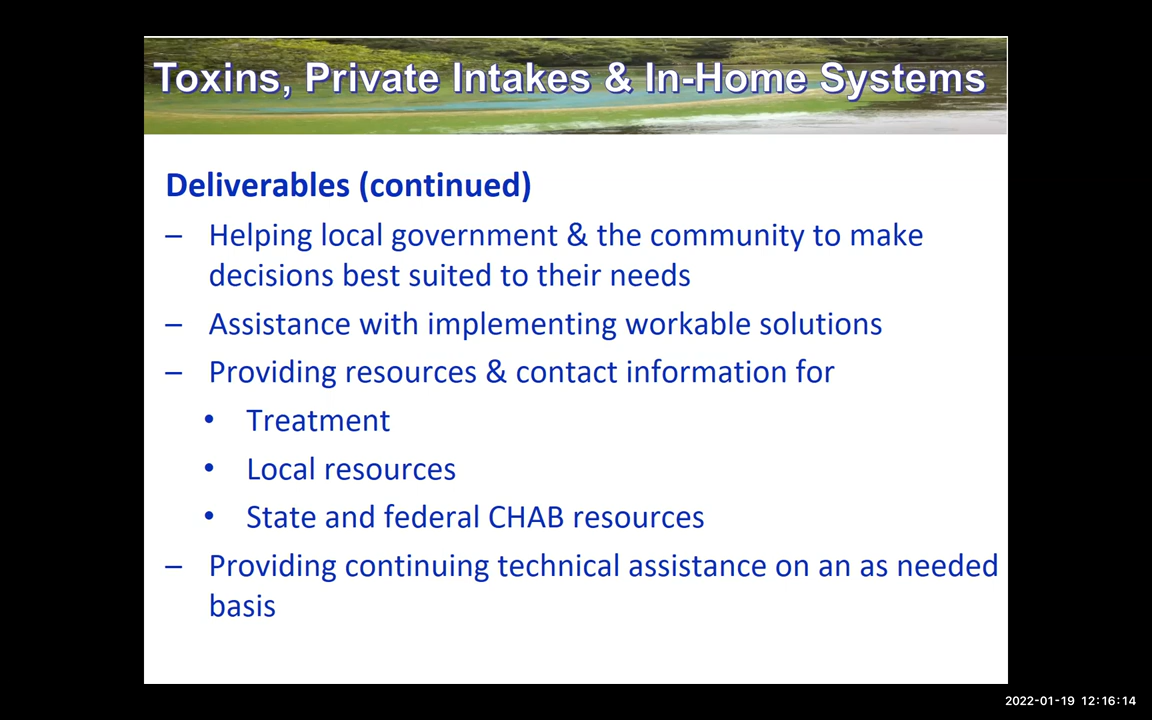 Toxins, Private Intakes & In-Home Systems
Deliverables (continued)
– Helping local government & the community to make
decisions best suited to their needs
– Assistance with implementing workable solutions
– Providing resources & contact information for
• Treatment
• Local resources
• State and federal CHAB resources
– Providing continuing technical assistance on an as needed
basis
2022-01-19 12:16:14